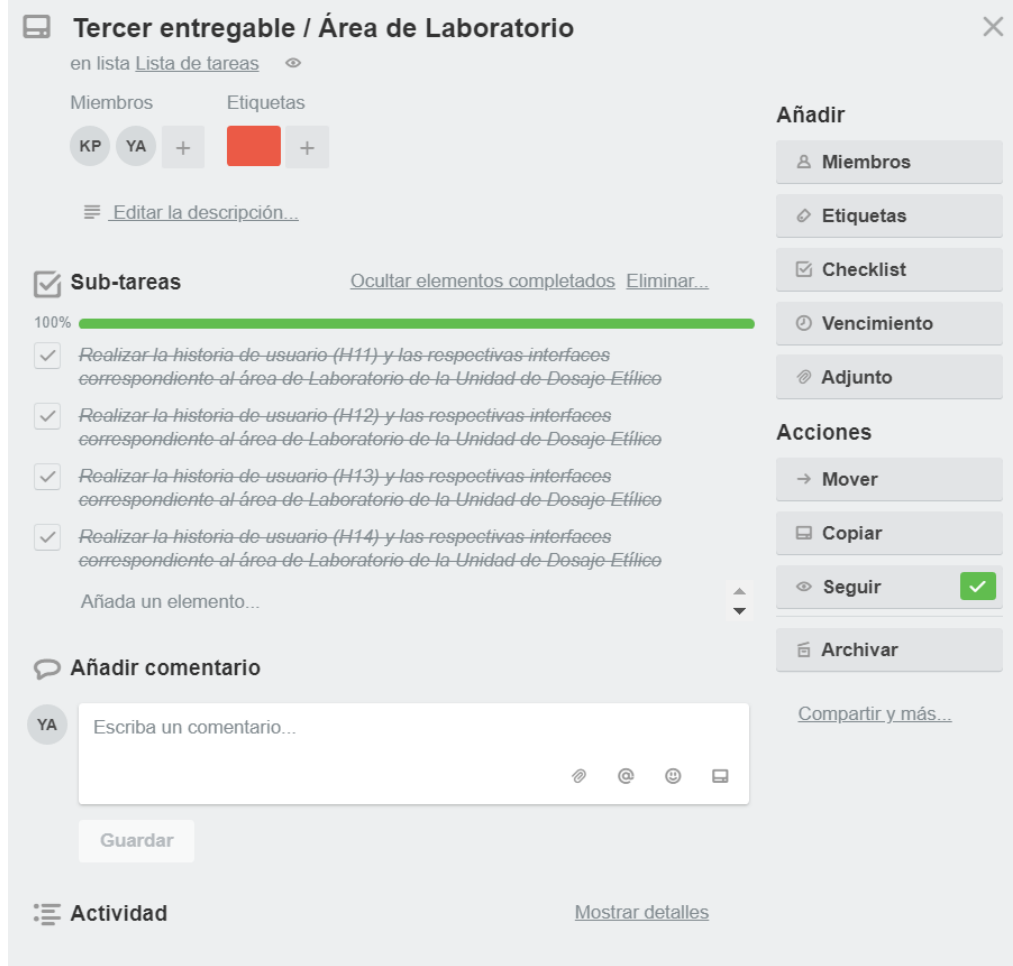 Tercer entregable / Área de Laboratorio
en lista Lista de tareas
Miembros
Etiquetas
KP
YA
+
+
Editar la descripción...
Sub-tareas
Ocultar elementos completados
Eliminar...
100%
Realizar la historia de usuario (H11) y las respectivas interfaces
correspondiente al área de Laboratorio de la Unidad de Dosaje Etílico
Realizar la historia de usuario (H12) y las respectivas interfaces
correspondiente al área de Laboratorio de la Unidad de Dosaje Etílico
Realizar la historia de usuario (H13) y las respectivas interfaces
correspondiente al área de Laboratorio de la Unidad de Dosaje Etílico
Realizar la historia de usuario (H14) y las respectivas interfaces
correspondiente al área de Laboratorio de la Unidad de Dosaje Etílico
Añada un elemento...
Añadir comentario
YA
Escriba un comentario...
@
Guardar
Actividad
Mostrar detalles
Añadir
Miembros
Etiquetas
Checklist
Vencimiento
Adjunto
Acciones
Mover
Copiar
Seguir
Archivar
Compartir y más...